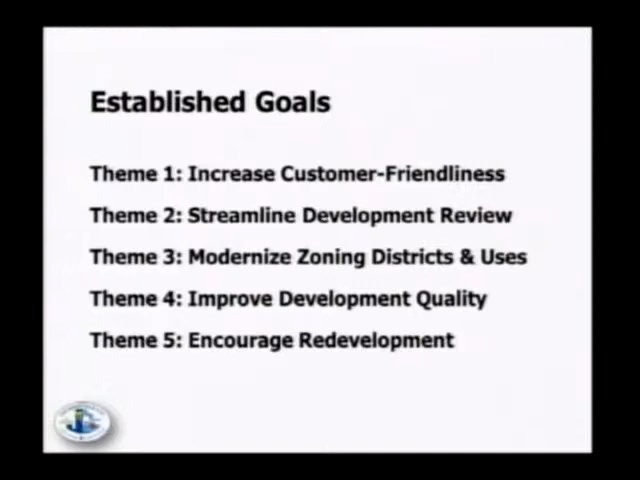 Established Goals
Theme 1: Increase Customer-Friendliness
Theme 2: Streamline Development Review
Theme 3: Modernize Zoning Districts & Uses
Theme 4: Improve Development Quality
Theme 5: Encourage Redevelopment